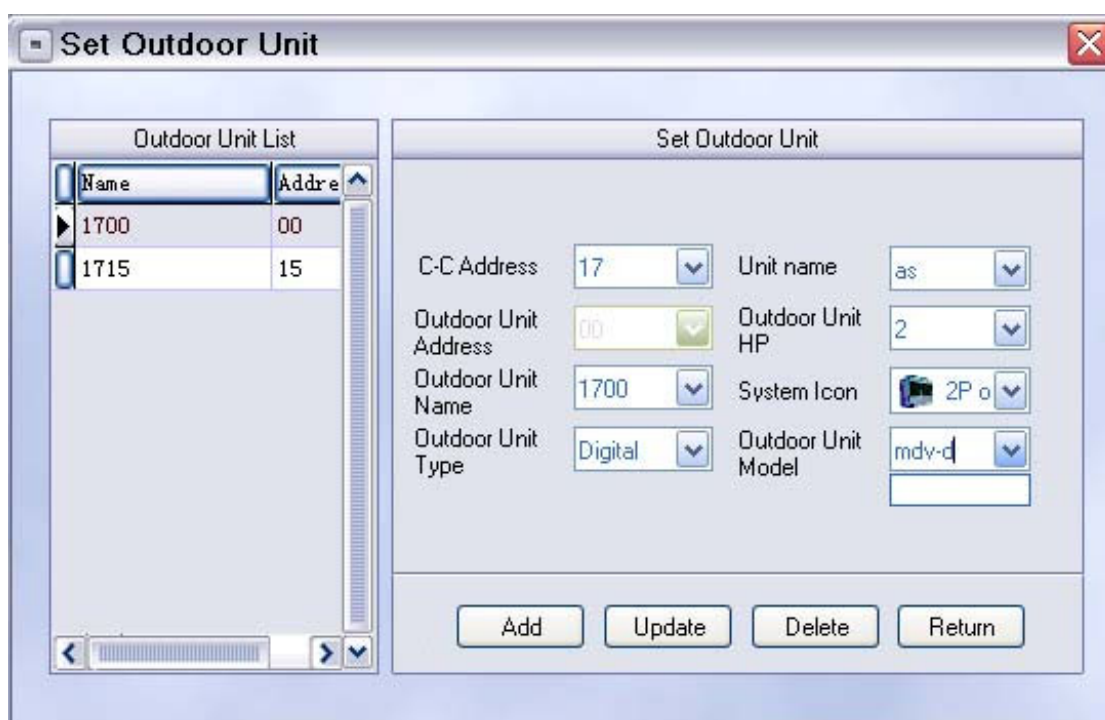 Set Outdoor Unit
Outdoor Unit List
Name Addre
1700 00
1715 15
Set Outdoor Unit
C-C Address 17 Unit name as
Outdoor Unit
Address 00 Outdoor Unit
HP 2
Outdoor Unit
Name 1700 System Icon 2P o
Outdoor Unit
Type Digital Outdoor Unit
Model mdv-d
Add Update Delete Return